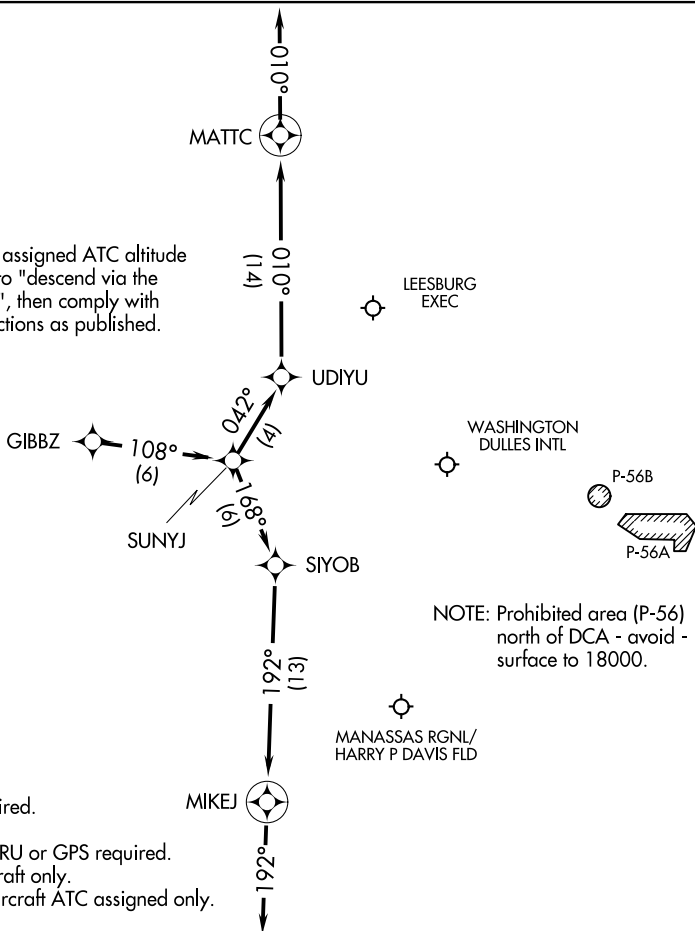 010°
MATTC
010°
(14)
assigned ATC altitude
to "descend via the
", then comply with
ctions as published.
LEESBURG
EXEC
UDIYU
042°
(4)
GIBBZ
108°
(6)
WASHINGTON
DULLES INTL
P-56B
168°
(6)
SUNYJ
P-56A
SIYOB
NOTE: Prohibited area (P-56)
north of DCA - avoid -
surface to 18000.
192°
(13)
MANASSAS RGNL/
HARRY P DAVIS FLD
MIKEJ
ired.
RU or GPS required.
raft only.
ircraft ATC assigned only.
192°